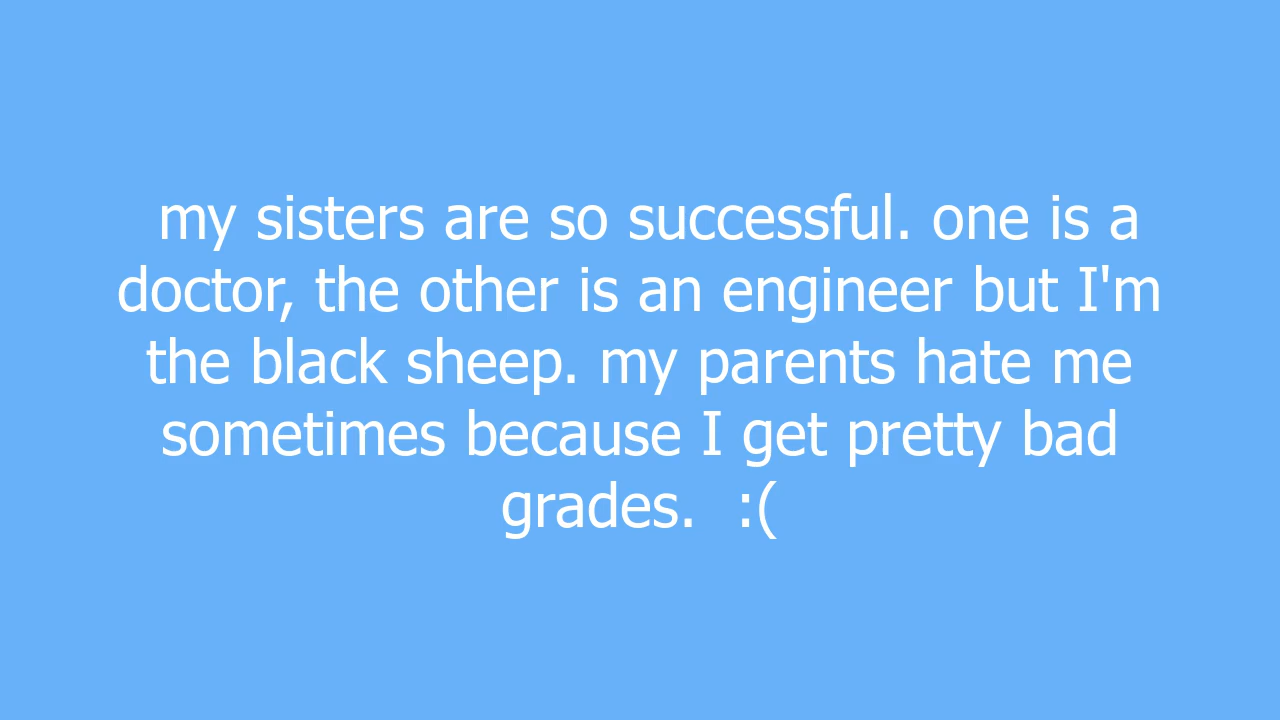 my sisters are so successful. one is a
doctor, the other is an engineer but I'm
the black sheep. my parents hate me
sometimes because I get pretty bad
grades.  :(